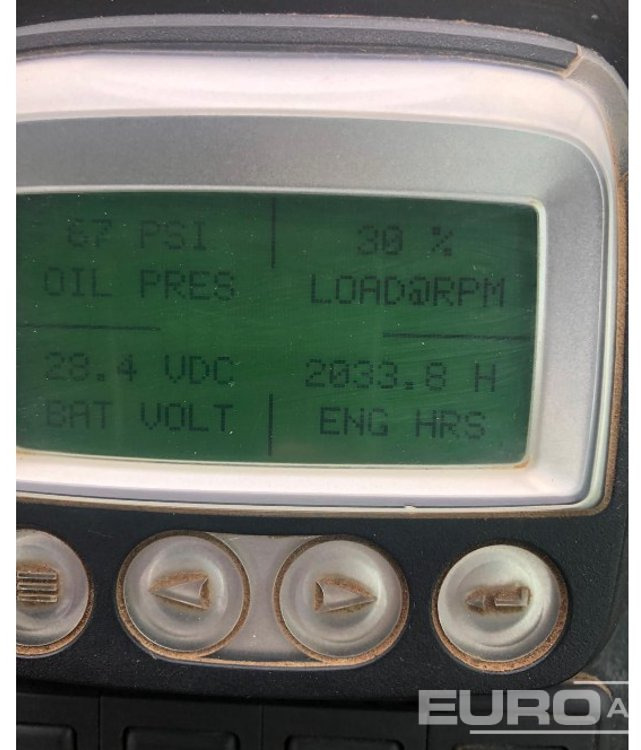 67 PSI
30 %
OIL PRES
LOAD@RPM
28.4 VDC
2033.8 H
BAT VOLT
ENG HRS
EURO A